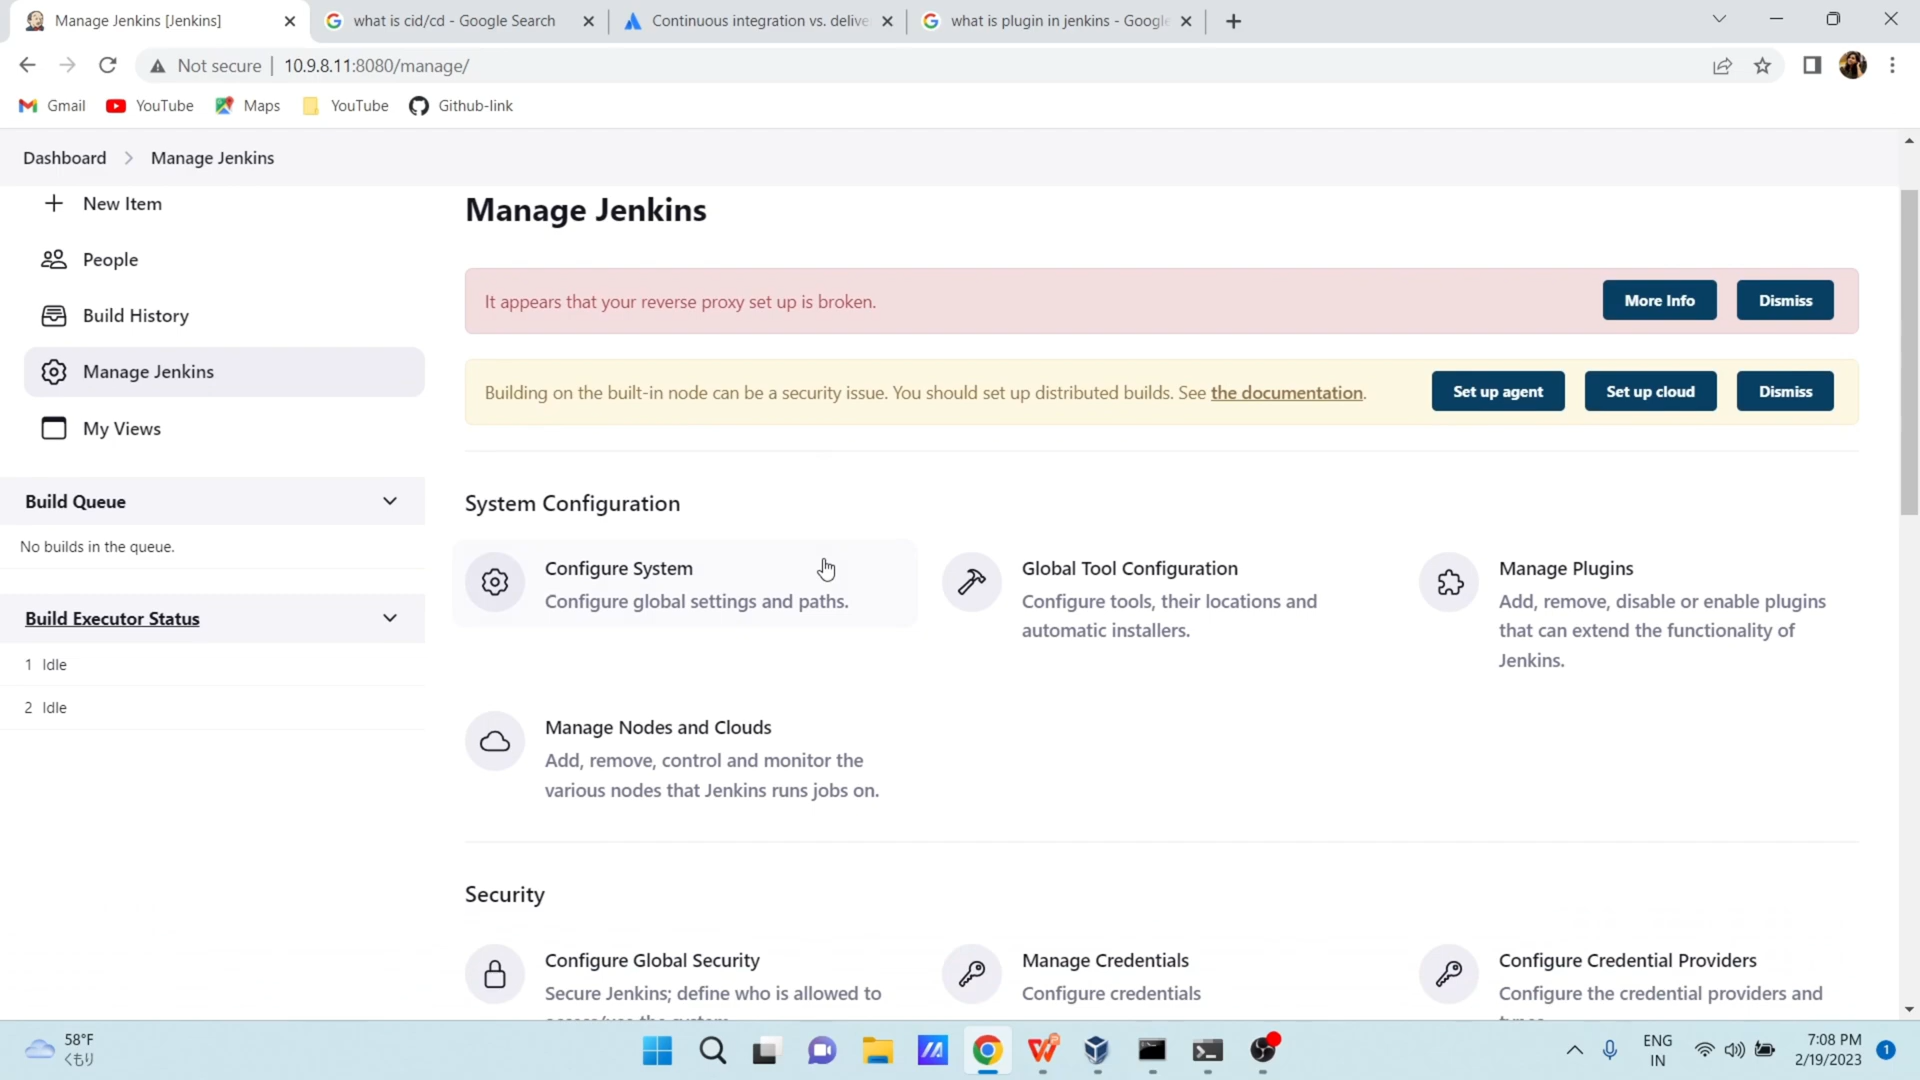 Manage Jenkins [Jenkins]
what is cid/cd - Google Search
Continuous integration vs. delive
what is plugin in jenkins - Google
Not secure | 10.9.8.11:8080/manage/
Gmail
YouTube
Maps
YouTube
Github-link
Dashboard
Manage Jenkins
New Item
People
Build History
Manage Jenkins
My Views
Build Queue
No builds in the queue.
Build Executor Status
1 Idle
2 Idle
Manage Jenkins
It appears that your reverse proxy set up is broken.
More Info
Dismiss
Building on the built-in node can be a security issue. You should set up distributed builds. See the documentation.
Set up agent
Set up cloud
Dismiss
System Configuration
Configure System
Configure global settings and paths.
Global Tool Configuration
Configure tools, their locations and
automatic installers.
Manage Plugins
Add, remove, disable or enable plugins
that can extend the functionality of
Jenkins.
Manage Nodes and Clouds
Add, remove, control and monitor the
various nodes that Jenkins runs jobs on.
Security
Configure Global Security
Secure Jenkins; define who is allowed to
Manage Credentials
Configure credentials
Configure Credential Providers
Configure the credential providers and
58°F
くもり
ENG
IN
7:08 PM
2/19/2023
1